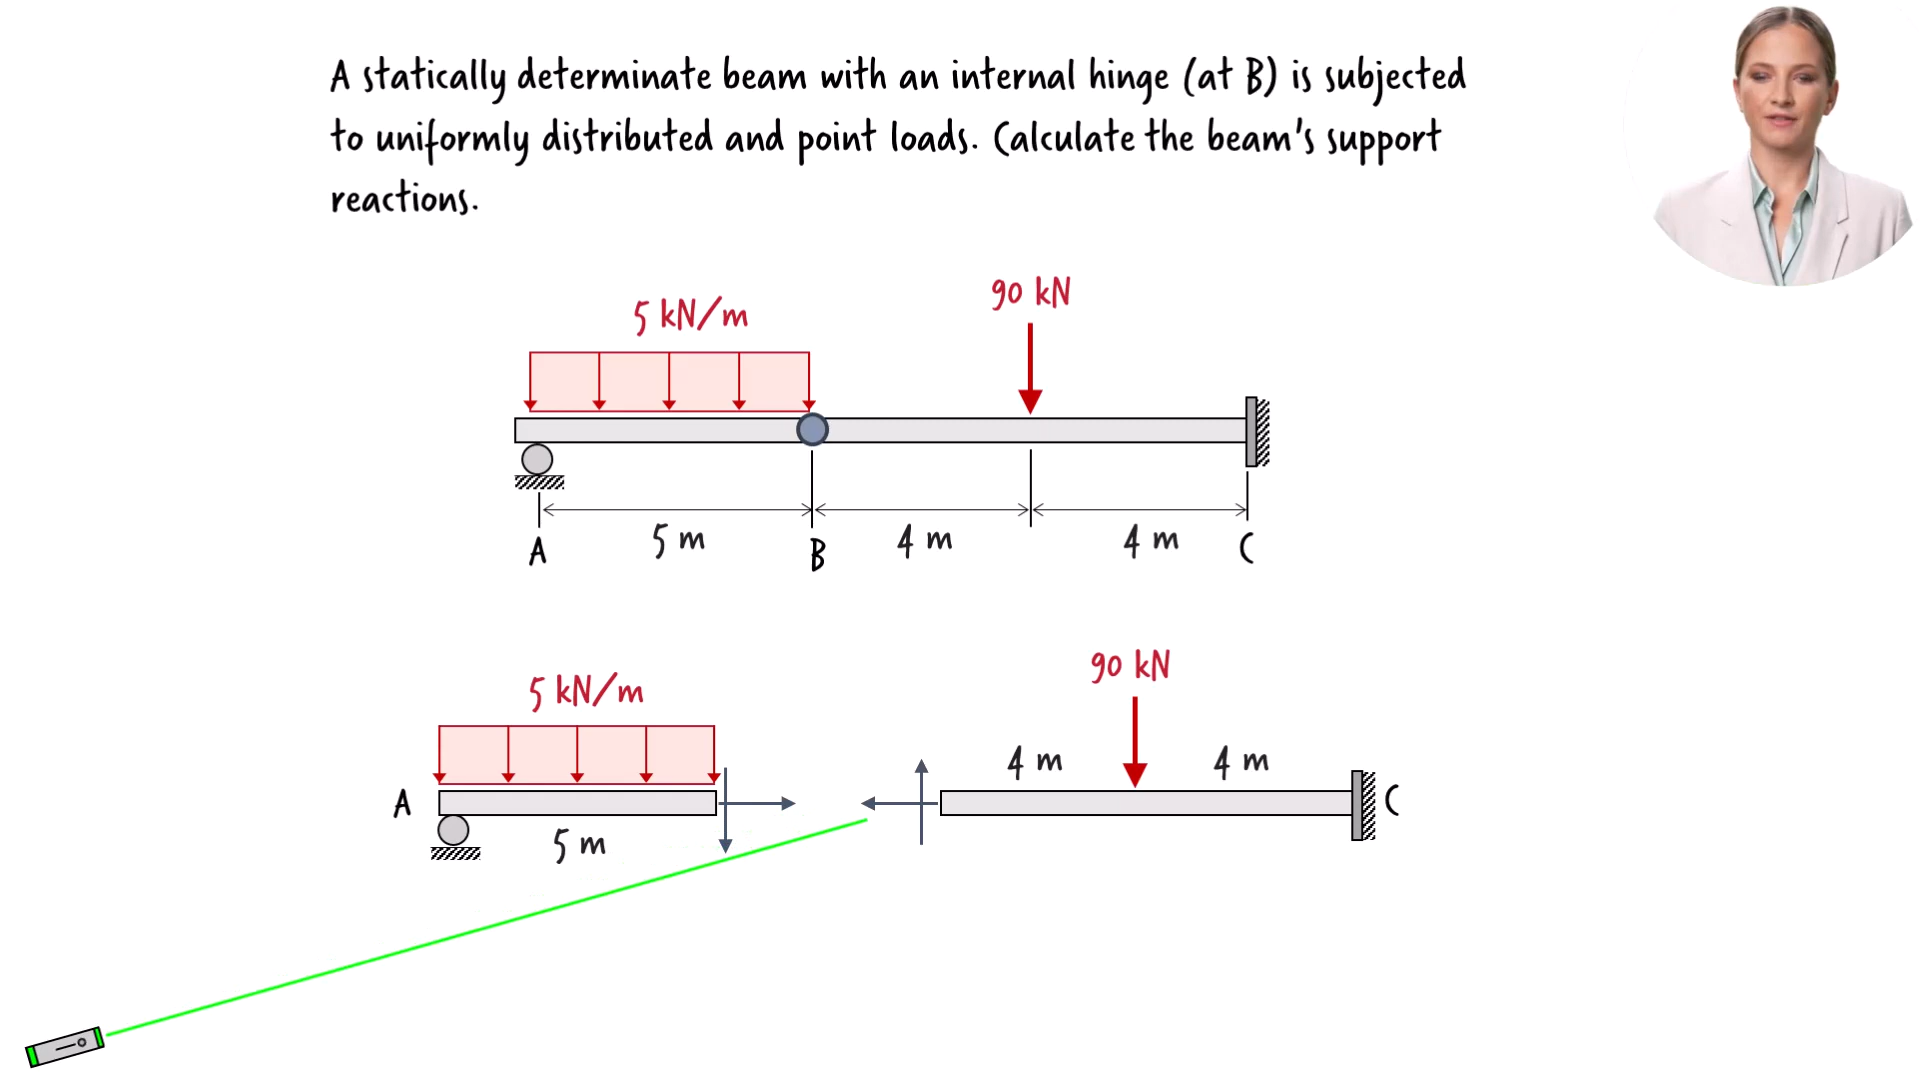 A statically determinate beam with an internal hinge (at B) is subjected
to uniformly distributed and point loads. Calculate the beam's support
reactions.
90 kN
5 kN/m
5 m
4 m
4 m
A
B
C
90 kN
5 kN/m
4 m
4 m
A
C
5 m